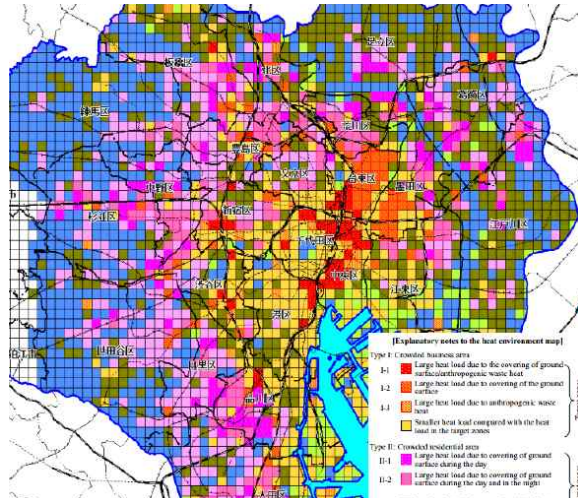 足立区
板橋区
北区
葛飾区
練馬区
荒川区
豊島区
台東区
文京区
墨田区
中野区
杉並区
新宿区
江戸川区
千代田区
中央区
渋谷区
江東区
港区
世田谷区
目黒区
品川区
大田区
[Explanatory notes to the heat environment map]
Type I: Crowded business area
I-1 Large heat load due to the covering of ground
surface/anthropogenic waste heat
I-2 Large heat load due to covering of the ground
surface
Large heat load due to anthropogenic waste
heat
Smaller heat load compared with the heat
load in the target zones
Type II: Crowded residential area
II-1 Large heat load due to covering of ground
surface during the day
II-2 Large heat load due to covering of ground
surface during the day and in the night